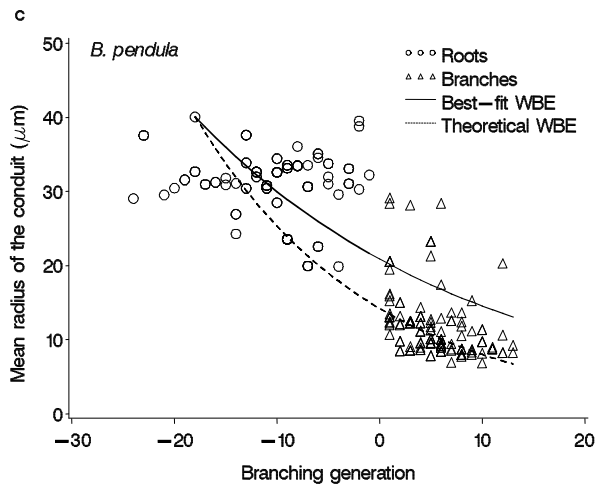 c
B. pendula
Roots
Branches
Best–fit WBE
Theoretical WBE
50
40
30
20
10
0
Mean radius of the conduit (μm)
−30
−20
−10
0
10
20
Branching generation